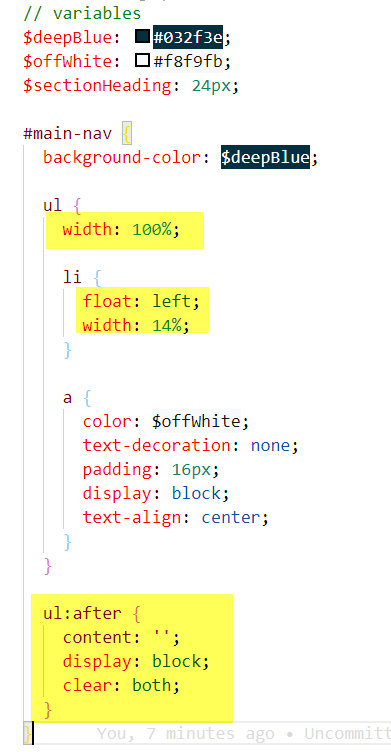 // variables
$deepBlue: #032f3e;
$offWhite: #f8f9fb;
$sectionHeading: 24px;
#main-nav {
background-color: $deepBlue;
ul {
width: 100%;
li {
float: left;
width: 14%;
}
a {
color: $offWhite;
text-decoration: none;
padding: 16px;
display: block;
text-align: center;
}
}
ul:after {
content: '';
display: block;
clear: both;
}
} You, 7 minutes ago • Uncommitt